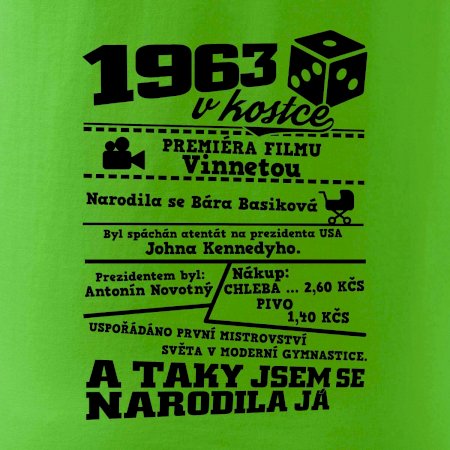 1963
v kostce
PREMIÉRA FILMU
Vinnetou
Narodila se Bára Basiková
Byl spáchán atentát na prezidenta USA
Johna Kennedyho.
Prezidentem byl:
Antonín Novotný
Nákup:
CHLEBA ... 2,60 KČS
PIVO
1,40 KČS
USPOŘÁDÁNO PRVNÍ MISTROVSTVÍ
SVĚTA V MODERNÍ GYMNASTICE.
A TAKY JSEM SE
NARODILA JÁ